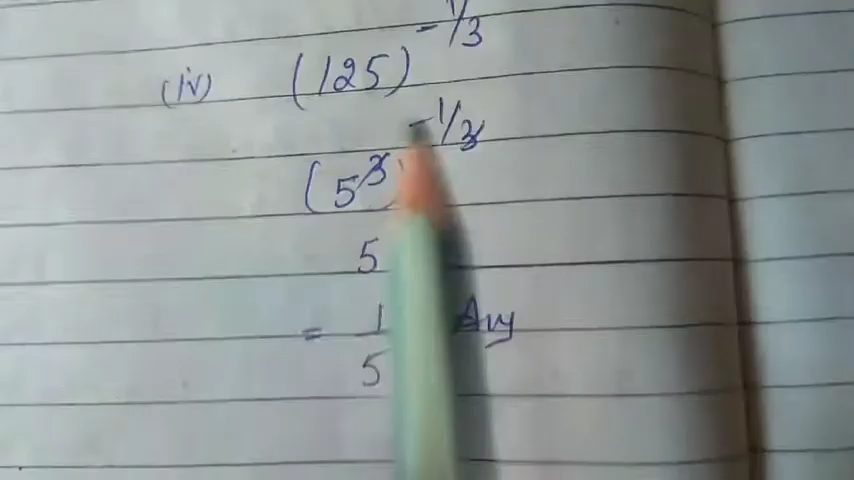 (iv) (125)^-1/3
(5^3)^-1/3
5
= 1/5 Ans